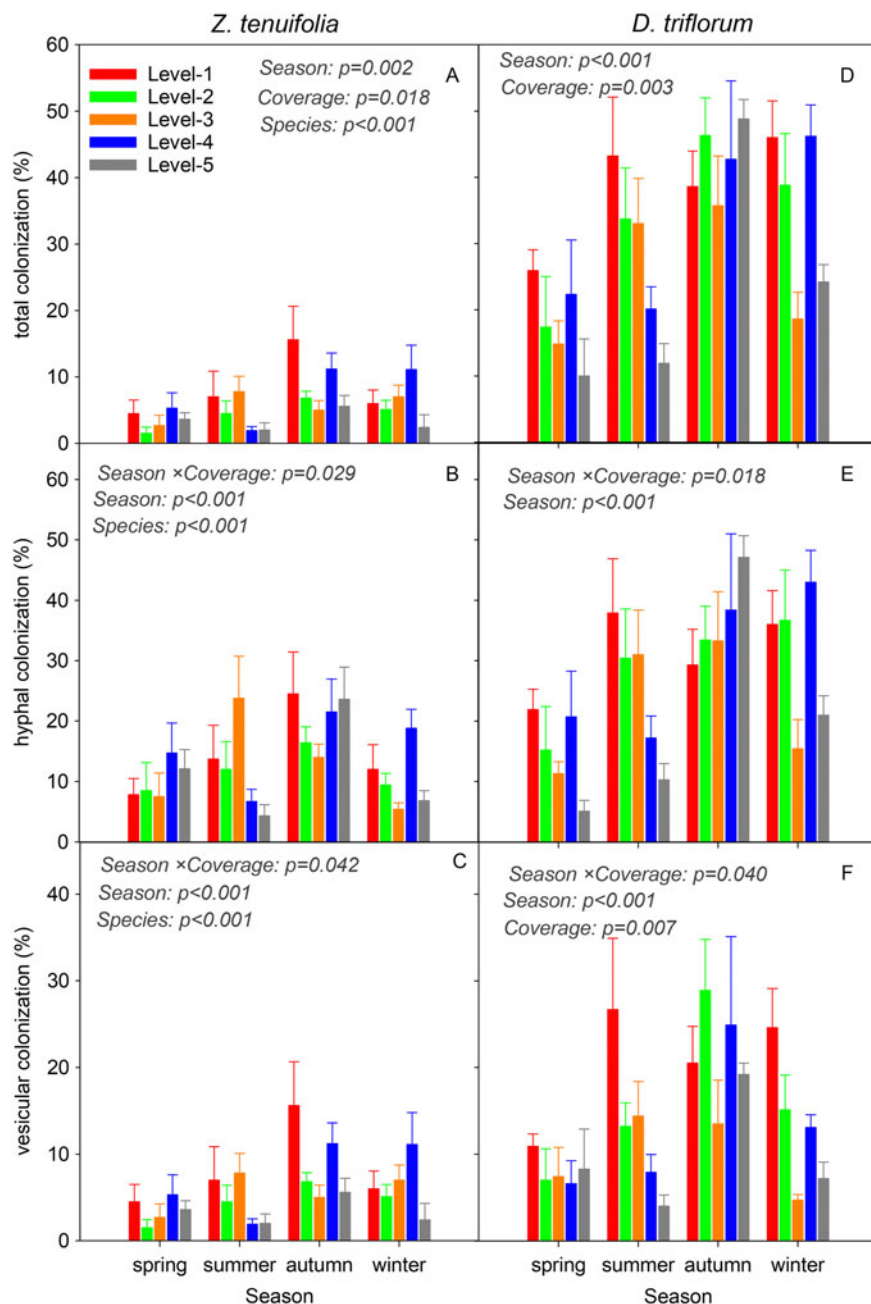 Z. tenuifolia
D. triflorum
60
50
40
30
20
10
0
total colonization (%)
Level-1
Level-2
Level-3
Level-4
Level-5
Season: p=0.002
Coverage: p=0.018
Species: p<0.001
A
Season: p<0.001
Coverage: p=0.003
D
60
50
40
30
20
10
0
hyphal colonization (%)
Season ×Coverage: p=0.029
Season: p<0.001
Species: p<0.001
B
Season ×Coverage: p=0.018
Season: p<0.001
E
40
30
20
10
0
vesicular colonization (%)
Season ×Coverage: p=0.042
Season: p<0.001
Species: p<0.001
C
Season ×Coverage: p=0.040
Season: p<0.001
Coverage: p=0.007
F
spring summer autumn winter
Season
spring summer autumn winter
Season